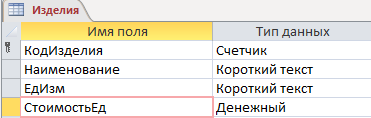 Изделия
Имя поля Тип данных
КодИзделия Счетчик
Наименование Короткий текст
ЕдИзм Короткий текст
СтоимостьЕд Денежный